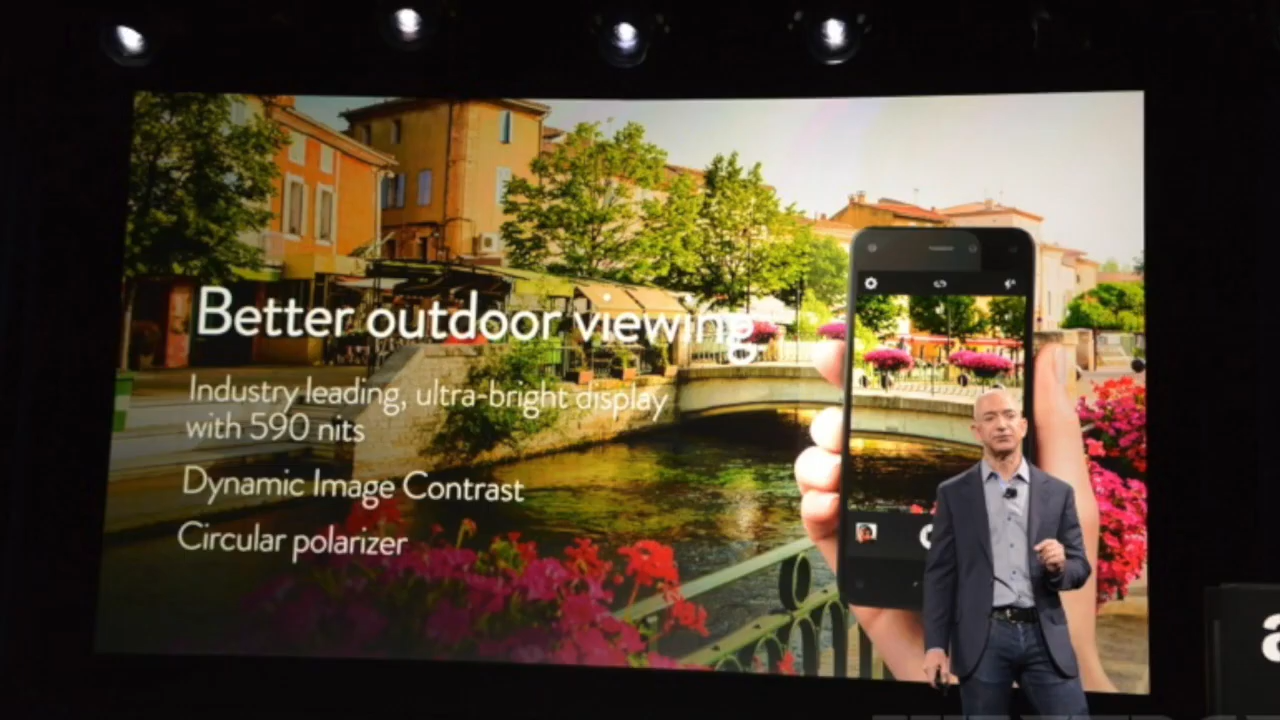 Better outdoor viewing
Industry leading, ultra-bright display
with 590 nits
Dynamic Image Contrast
Circular polarizer
a